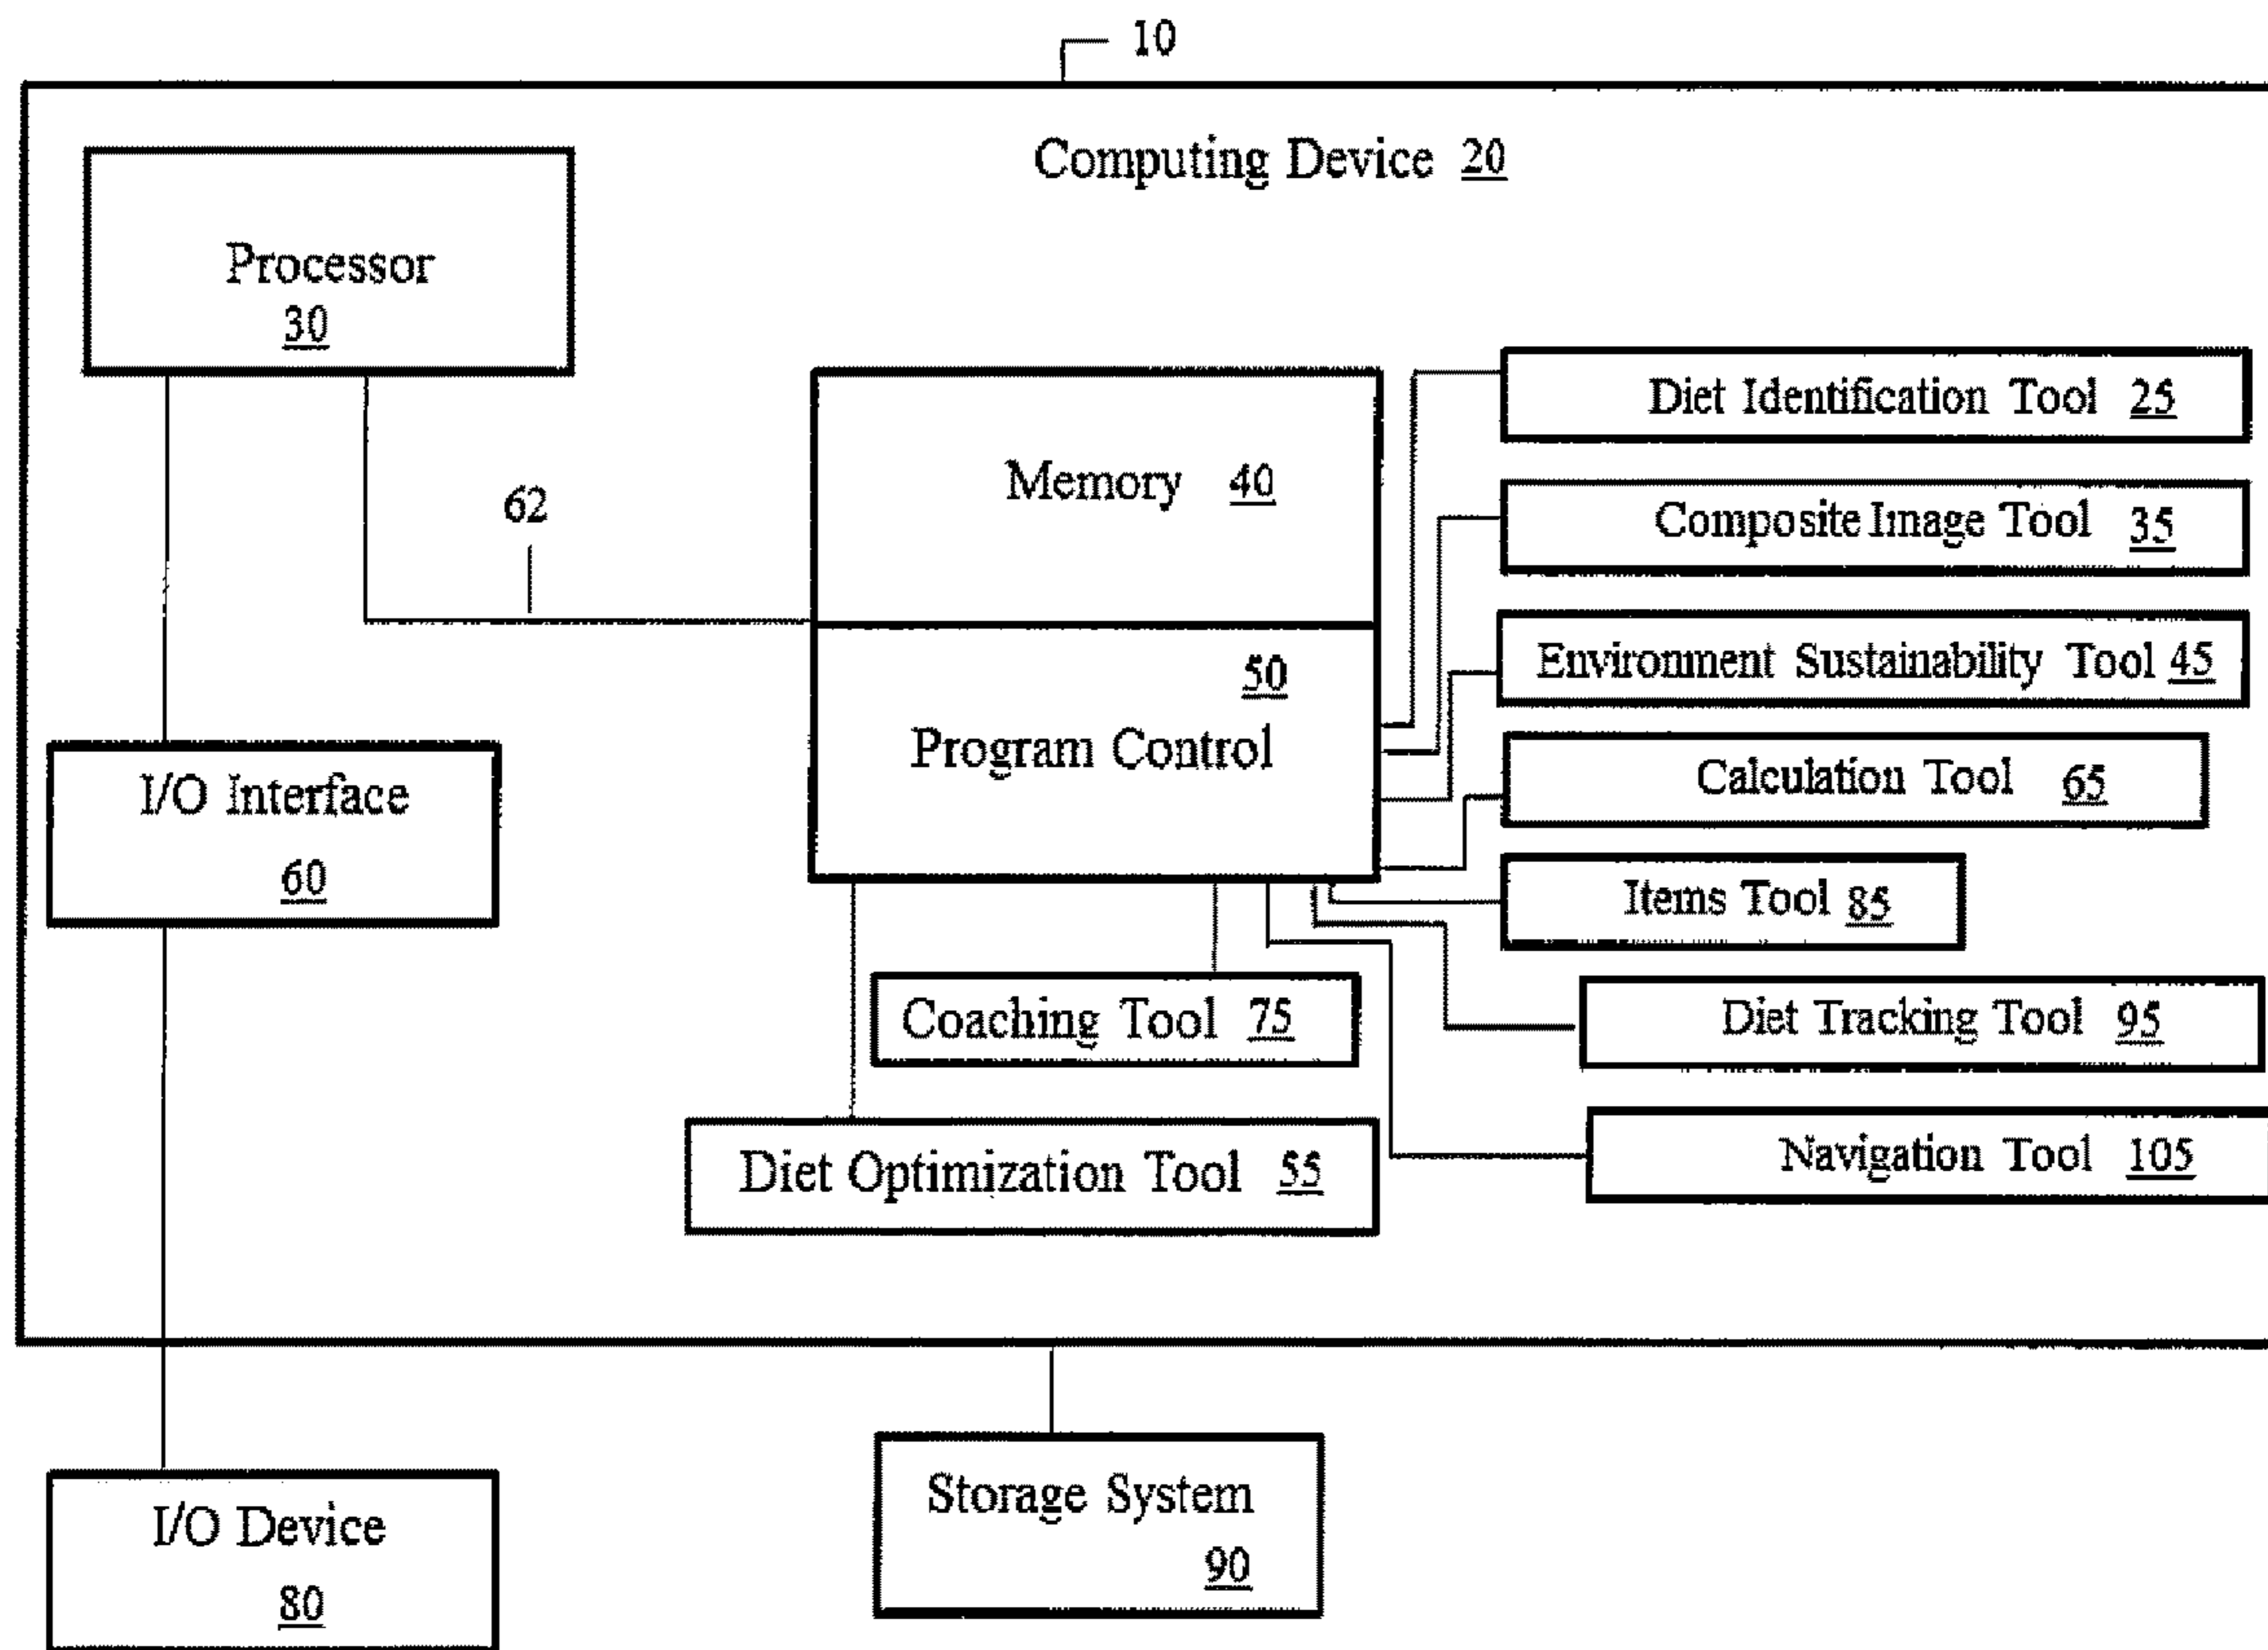 10
Computing Device 20
Processor
30
Diet Identification Tool 25
Memory 40
62
Composite Image Tool 35
Environment Sustainability Tool 45
50
Program Control
Calculation Tool 65
I/O Interface
60
Items Tool 85
Coaching Tool 75
Diet Tracking Tool 95
Diet Optimization Tool 55
Navigation Tool 105
Storage System
90
I/O Device
80